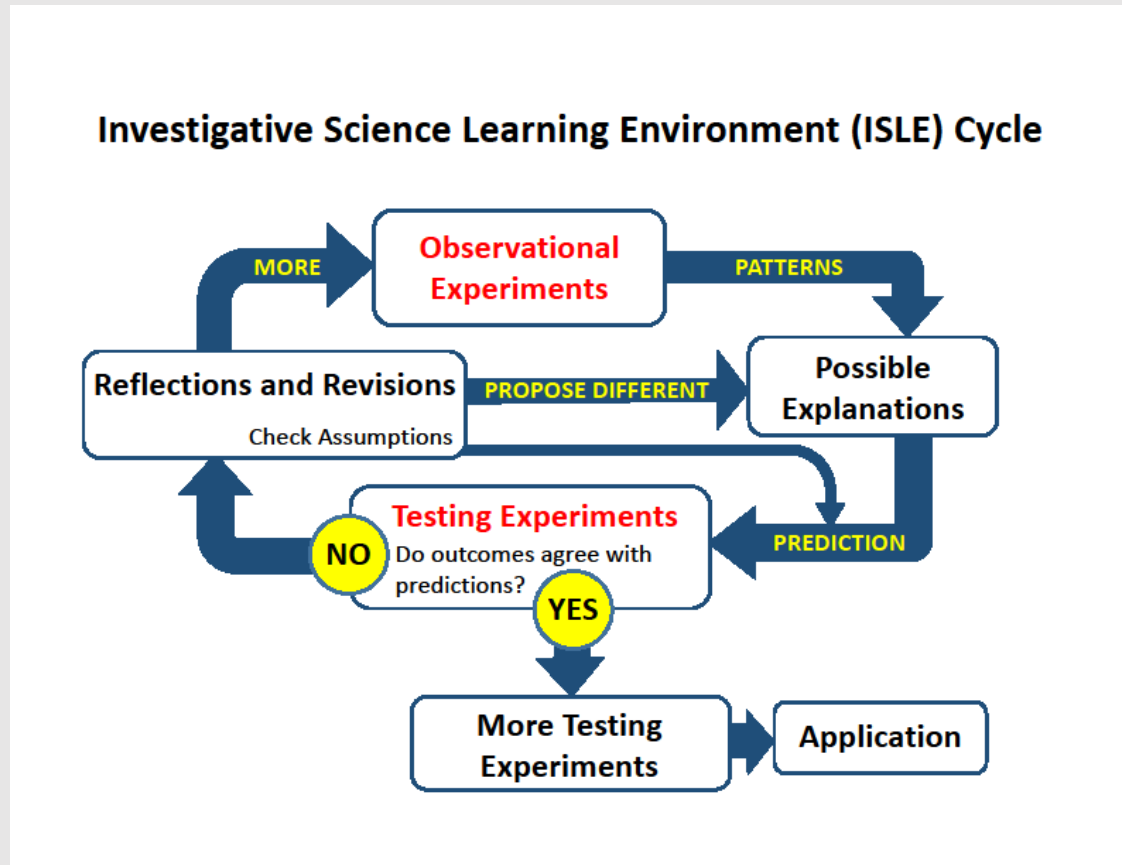 Investigative Science Learning Environment (ISLE) Cycle
Observational
Experiments
MORE
PATTERNS
Reflections and Revisions
Check Assumptions
PROPOSE DIFFERENT
Possible
Explanations
Testing Experiments
Do outcomes agree with
predictions?
NO
PREDICTION
YES
More Testing
Experiments
Application